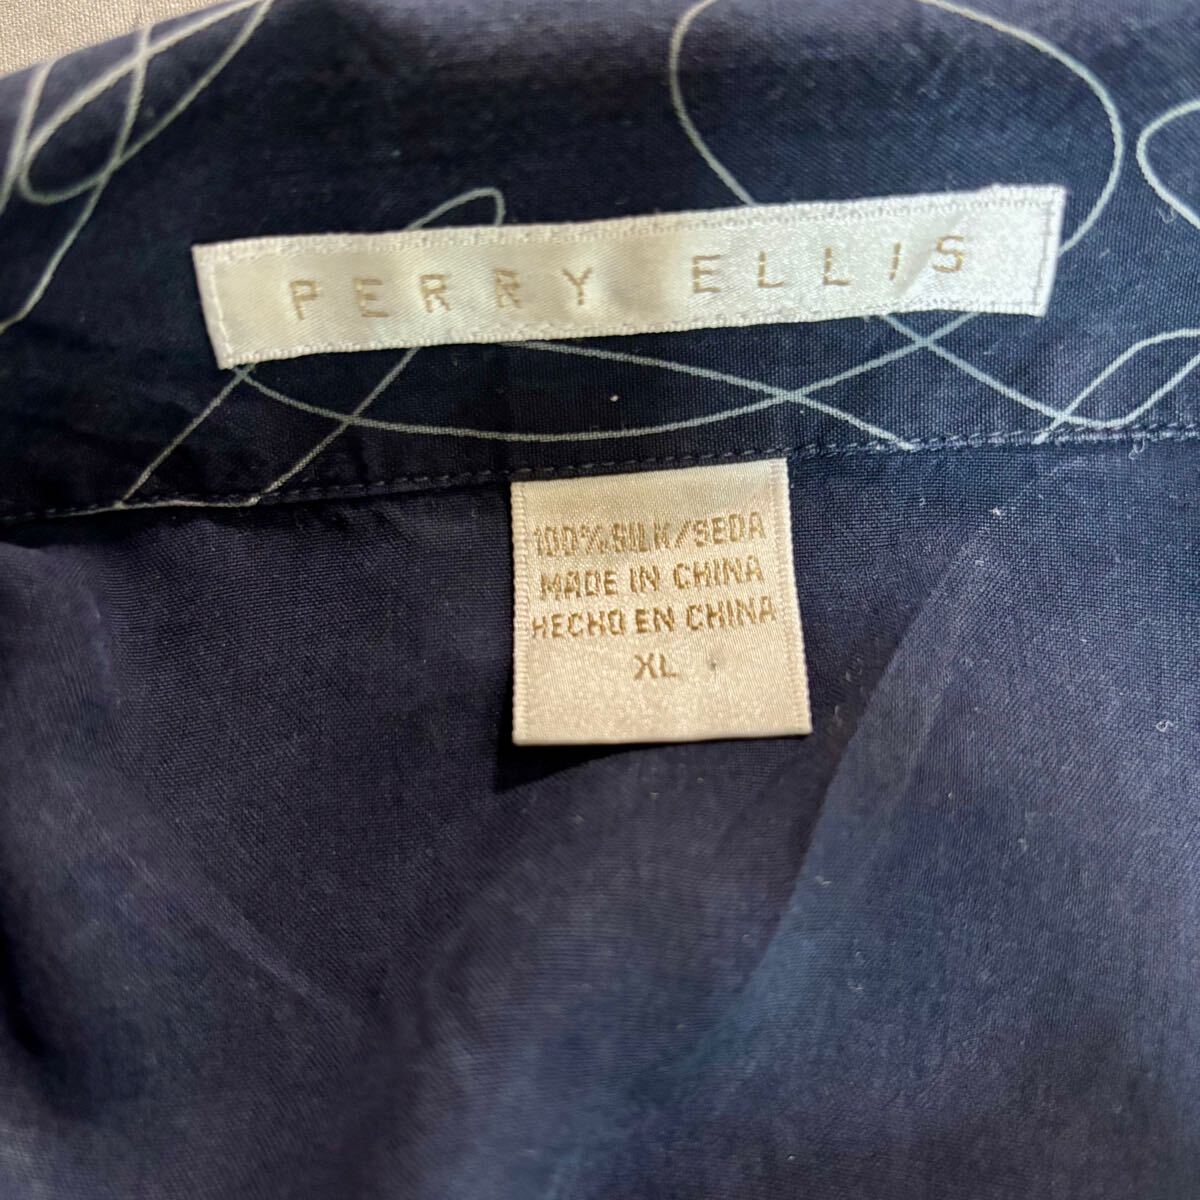 PERRY ELLIS
100% SILK/SEDA
MADE IN CHINA
HECHO EN CHINA
XL